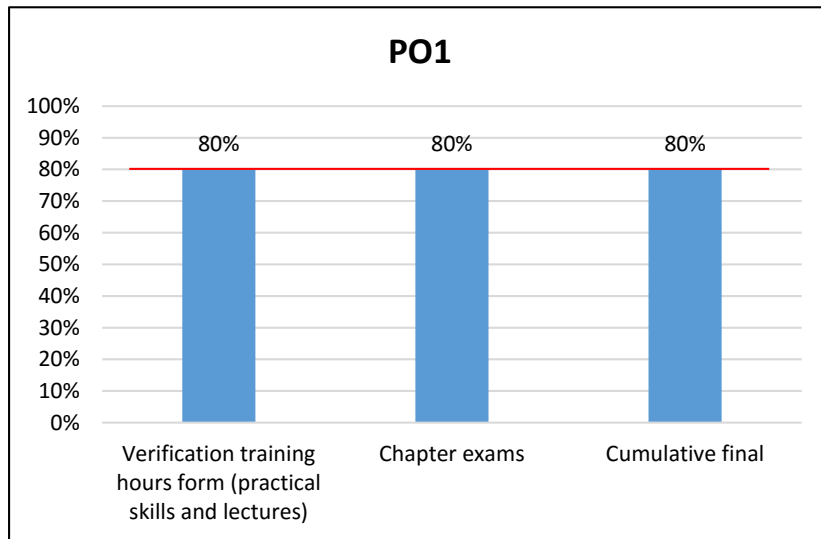 PO1
100%
90%
80%
70%
60%
50%
40%
30%
20%
10%
0%
80%
80%
80%
Verification training
hours form (practical
skills and lectures)
Chapter exams
Cumulative final